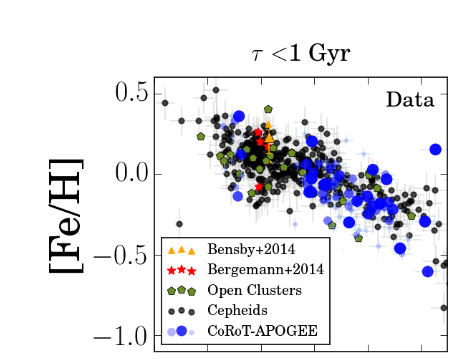 τ <1 Gyr
Data
[Fe/H]
0.5
0.0
−0.5
−1.0
Bensby+2014
Bergemann+2014
Open Clusters
Cepheids
CoRoT-APOGEE